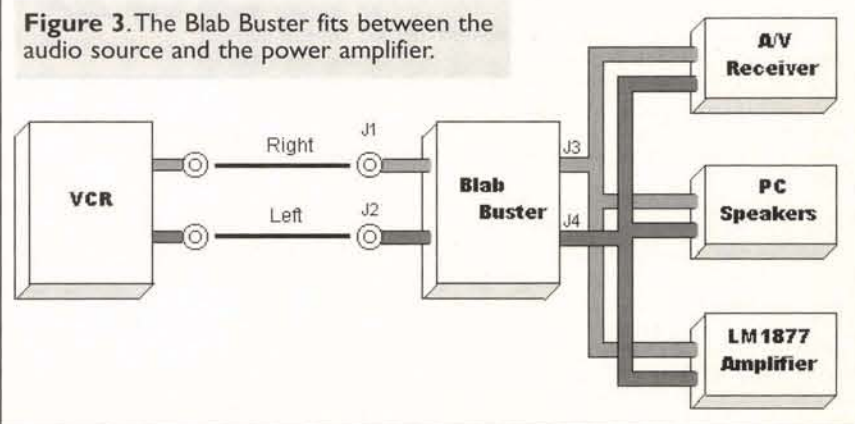 Figure 3. The Blab Buster fits between the
audio source and the power amplifier.
VCR
Right
Left
J1
J2
Blab
Buster
J3
J4
A/V
Receiver
PC
Speakers
LM1877
Amplifier